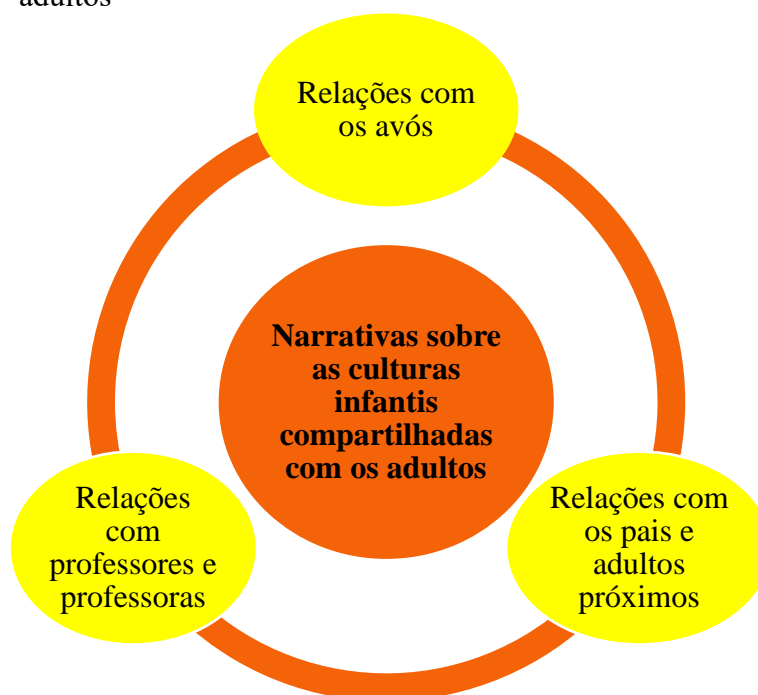 adultos
Relações com
os avós
Narrativas sobre
as culturas
infantis
compartilhadas
com os adultos
Relações
com
professores e
professoras
Relações com
os pais e
adultos
próximos